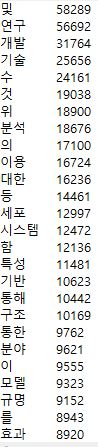 및 58289
연구 56692
개발 31764
기술 25656
수 24161
것 19038
위 18900
분석 18676
의 17100
이용 16724
대한 16236
등 14461
세포 12997
시스템 12472
함 12136
특성 11481
기반 10623
통해 10442
구조 10169
통한 9762
분야 9621
이 9555
모델 9323
규명 9152
를 8943
효과 8920